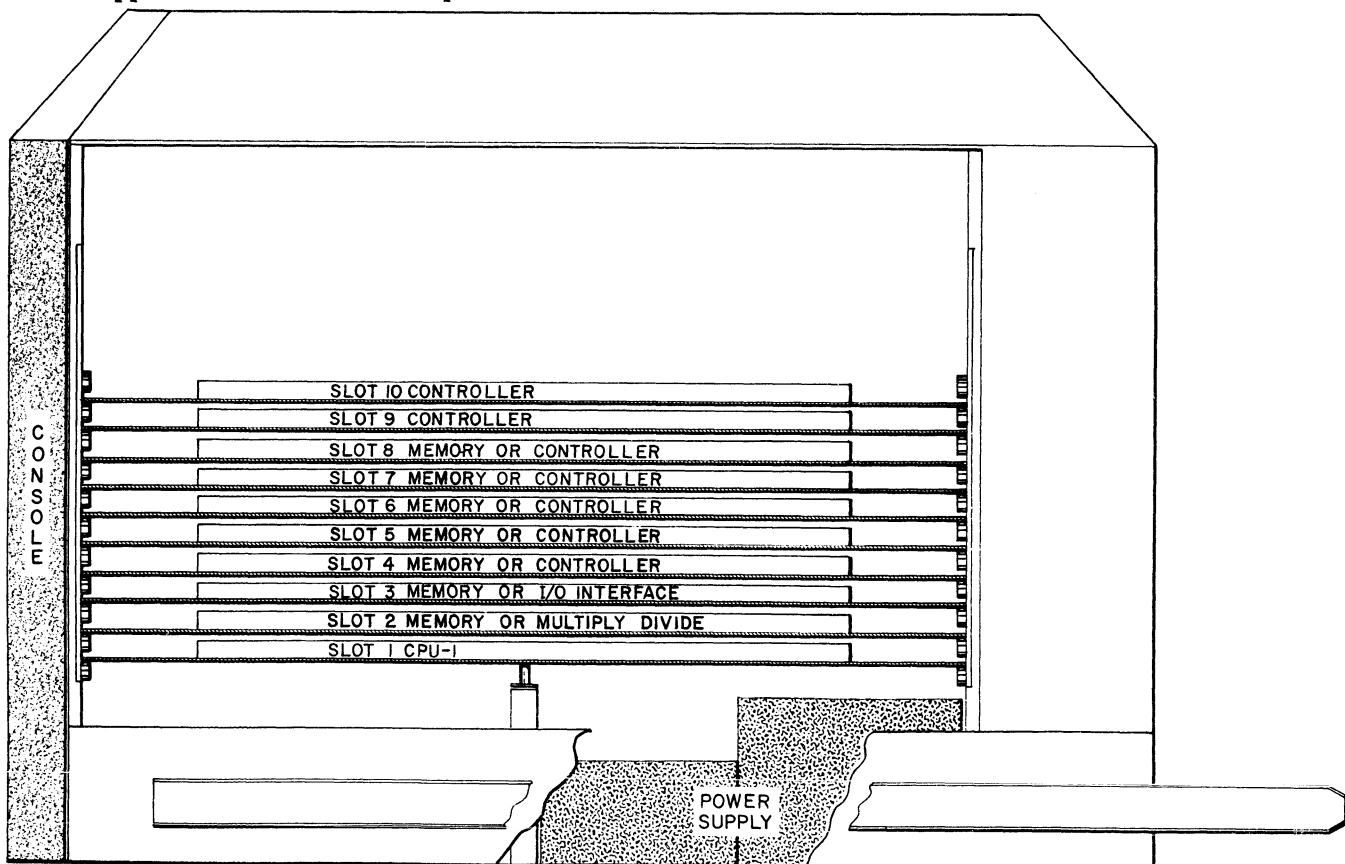 CONSOLE
SLOT 10 CONTROLLER
SLOT 9 CONTROLLER
SLOT 8 MEMORY OR CONTROLLER
SLOT 7 MEMORY OR CONTROLLER
SLOT 6 MEMORY OR CONTROLLER
SLOT 5 MEMORY OR CONTROLLER
SLOT 4 MEMORY OR CONTROLLER
SLOT 3 MEMORY OR I/O INTERFACE
SLOT 2 MEMORY OR MULTIPLY DIVIDE
SLOT 1 CPU-1
POWER
SUPPLY